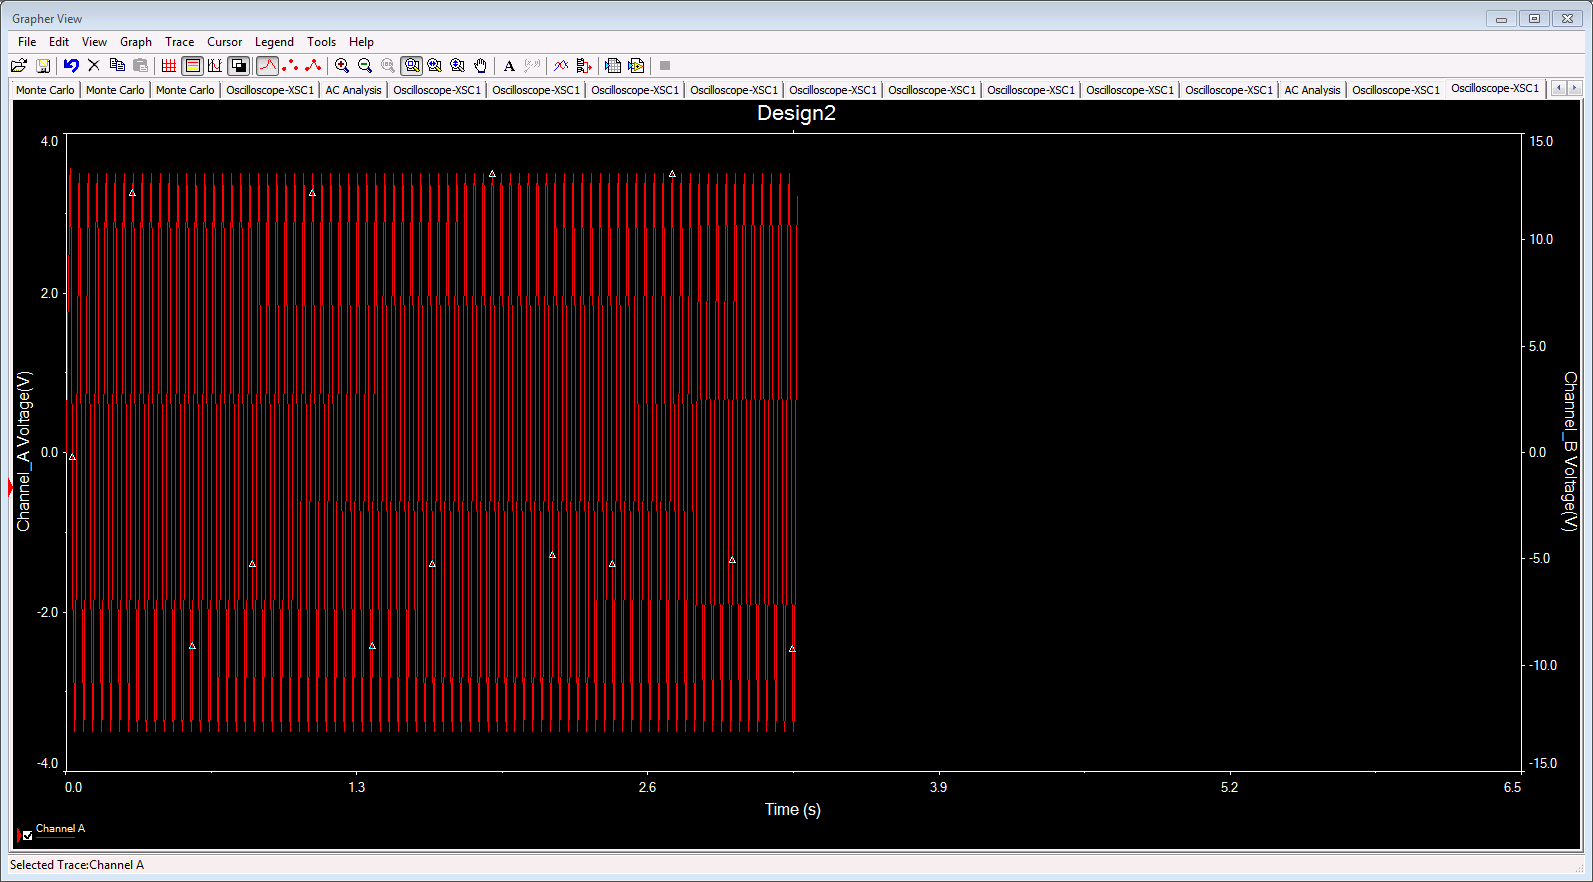 Grapher View
File Edit View Graph Trace Cursor Legend Tools Help
A
Monte Carlo Monte Carlo Monte Carlo Oscilloscope-XSC1 AC Analysis Oscilloscope-XSC1 Oscilloscope-XSC1 Oscilloscope-XSC1 Oscilloscope-XSC1 Oscilloscope-XSC1 Oscilloscope-XSC1 Oscilloscope-XSC1 Oscilloscope-XSC1 Oscilloscope-XSC1 AC Analysis Oscilloscope-XSC1 Oscilloscope-XSC1
Design2
4.0 15.0
10.0
2.0
5.0
Channel_A Voltage(V)
0.0 0.0
Channel_B Voltage(V)
-5.0
-2.0
-10.0
-4.0 -15.0
0.0 1.3 2.6 3.9 5.2 6.5
Time (s)
Channel A
Selected Trace:Channel A